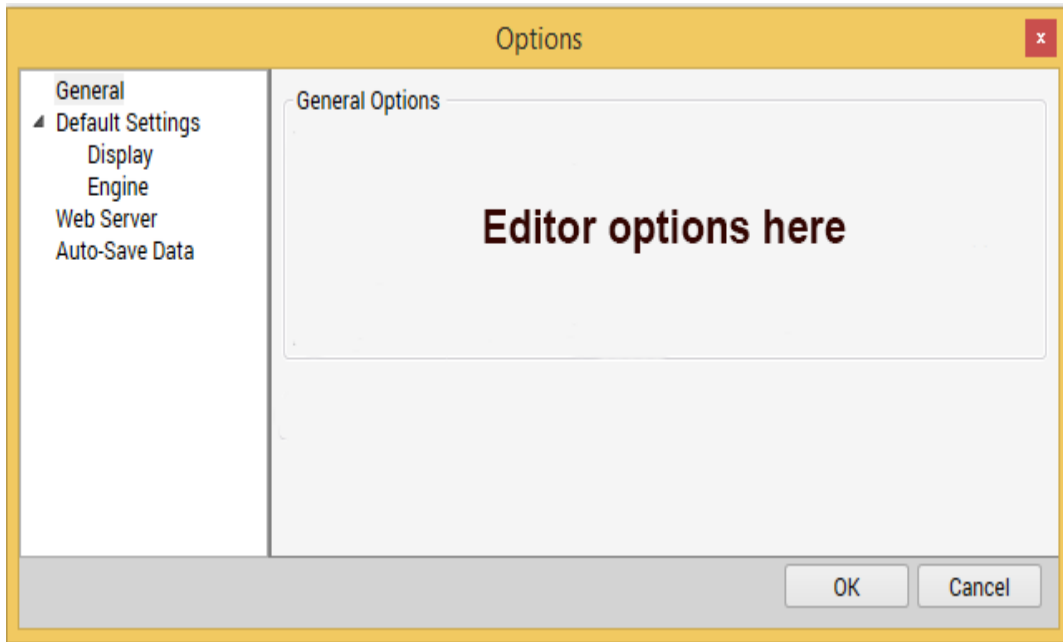 Options
x
General
Default Settings
Display
Engine
Web Server
Auto-Save Data
General Options
Editor options here
OK
Cancel